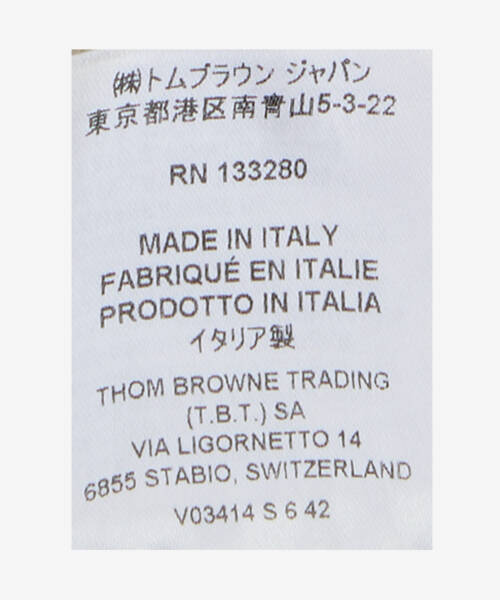 ㈱トムブラウン ジャパン
東京都港区南青山5-3-22
RN 133280
MADE IN ITALY
FABRIQUÉ EN ITALIE
PRODOTTO IN ITALIA
イタリア製
THOM BROWNE TRADING
(T.B.T.) SA
VIA LIGORNETTO 14
6855 STABIO, SWITZERLAND
V03414 S 6 42